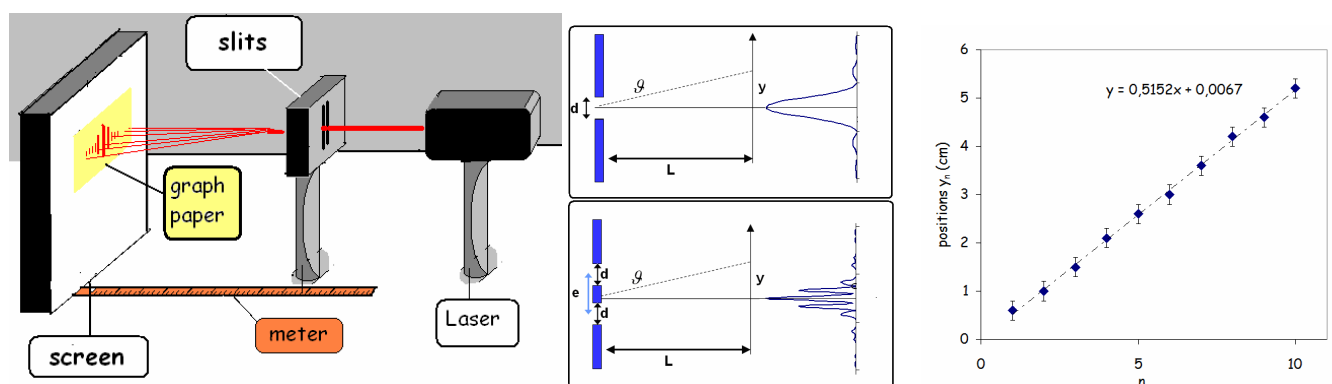 slits
graph
paper
meter
Laser
screen
d
ϑ
y
L
d
e
d
ϑ
y
L
y = 0,5152x + 0,0067
positions yn (cm)
6
5
4
3
2
1
0
0
5
10
n